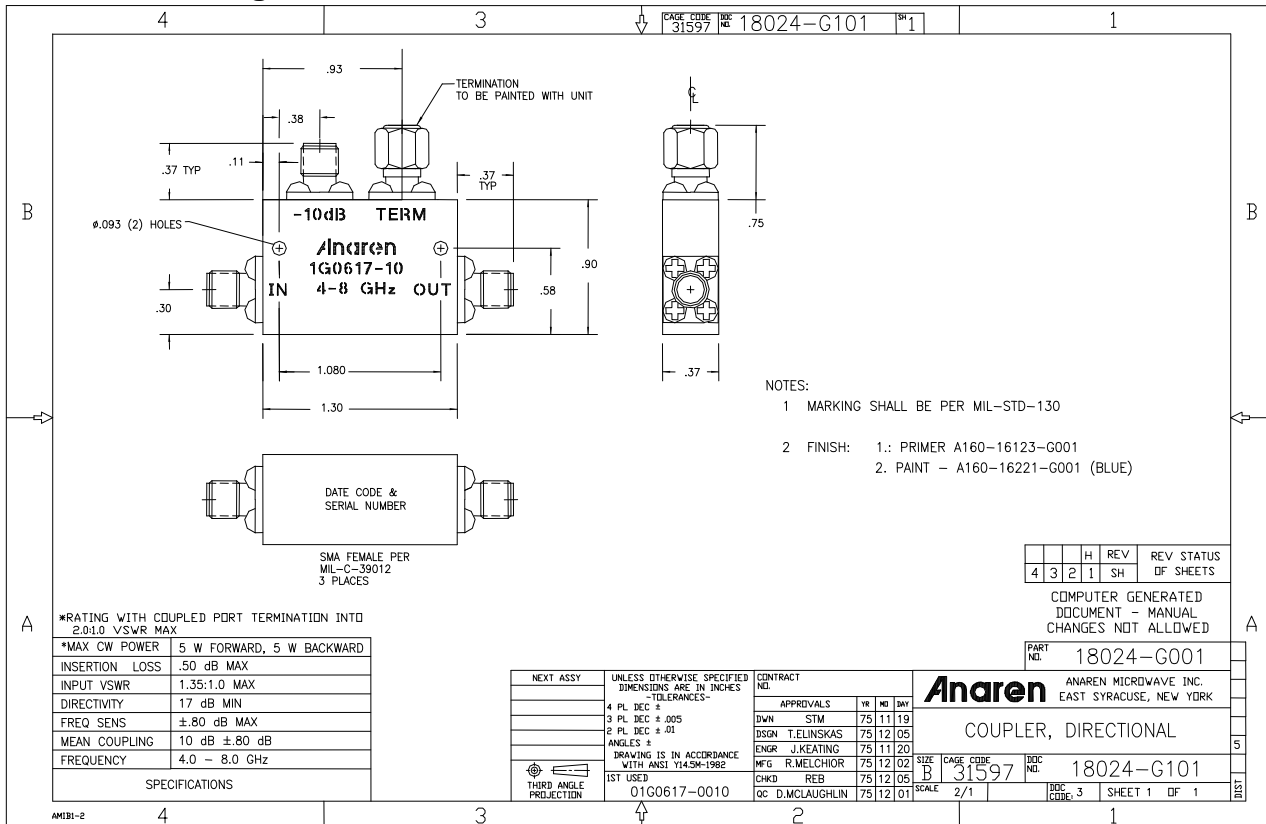 4
3
CAGE CODE
31597
DOC
NO.
18024-G101
SH
1
1
.93
TERMINATION
TO BE PAINTED WITH UNIT
.38
.11
.37 TYP
.37
TYP
℄
.75
B
B
ø.093 (2) HOLES
-10dB TERM
Anaren
1G0617-10
IN 4-8 GHz OUT
.30
.58
.90
1.080
1.30
.37
NOTES:
1 MARKING SHALL BE PER MIL-STD-130
2 FINISH: 1.: PRIMER A160-16123-G001
2. PAINT - A160-16221-G001 (BLUE)
DATE CODE &
SERIAL NUMBER
SMA FEMALE PER
MIL-C-39012
3 PLACES
H REV REV STATUS
4 3 2 1 SH OF SHEETS
COMPUTER GENERATED
DOCUMENT - MANUAL
CHANGES NOT ALLOWED
A
A
*RATING WITH COUPLED PORT TERMINATION INTO
2.0:1.0 VSWR MAX
*MAX CW POWER 5 W FORWARD, 5 W BACKWARD
INSERTION LOSS .50 dB MAX
INPUT VSWR 1.35:1.0 MAX
DIRECTIVITY 17 dB MIN
FREQ SENS ±.80 dB MAX
MEAN COUPLING 10 dB ±.80 dB
FREQUENCY 4.0 - 8.0 GHz
SPECIFICATIONS
NEXT ASSY
THIRD ANGLE
PROJECTION
UNLESS OTHERWISE SPECIFIED
DIMENSIONS ARE IN INCHES
-TOLERANCES-
4 PL DEC ±
3 PL DEC ± .005
2 PL DEC ± .01
ANGLES ±
DRAWING IS IN ACCORDANCE
WITH ANSI Y14.5M-1982
1ST USED
01G0617-0010
CONTRACT
NO.
APPROVALS YR MO DAY
DWN STM 75 11 19
DSGN T.ELINSKAS 75 12 05
ENGR J.KEATING 75 11 20
MFG R.MELCHIOR 75 12 02
CHKD REB 75 12 05
QC D.MCLAUGHLIN 75 12 01
PART
NO.
18024-G001
Anaren
ANAREN MICROWAVE INC.
EAST SYRACUSE, NEW YORK
COUPLER, DIRECTIONAL
SIZE
B
CAGE CODE
31597
DOC
NO.
18024-G101
SCALE 2/1
DOC
CODE: 3
SHEET 1 OF 1
5
DIST
AMIB1-2
4
3
2
1